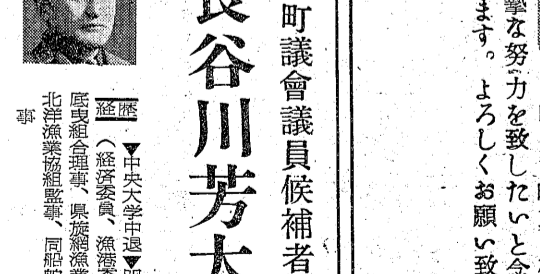 摯な努力を致したいと今
ます。よろしくお願い致
町議會議員候補者
長谷川芳太
経歴
▼中央大学中退▼
（経済委員、漁港委
底曳組合理事、県旋網漁業
北洋漁業協組監事、同船
事